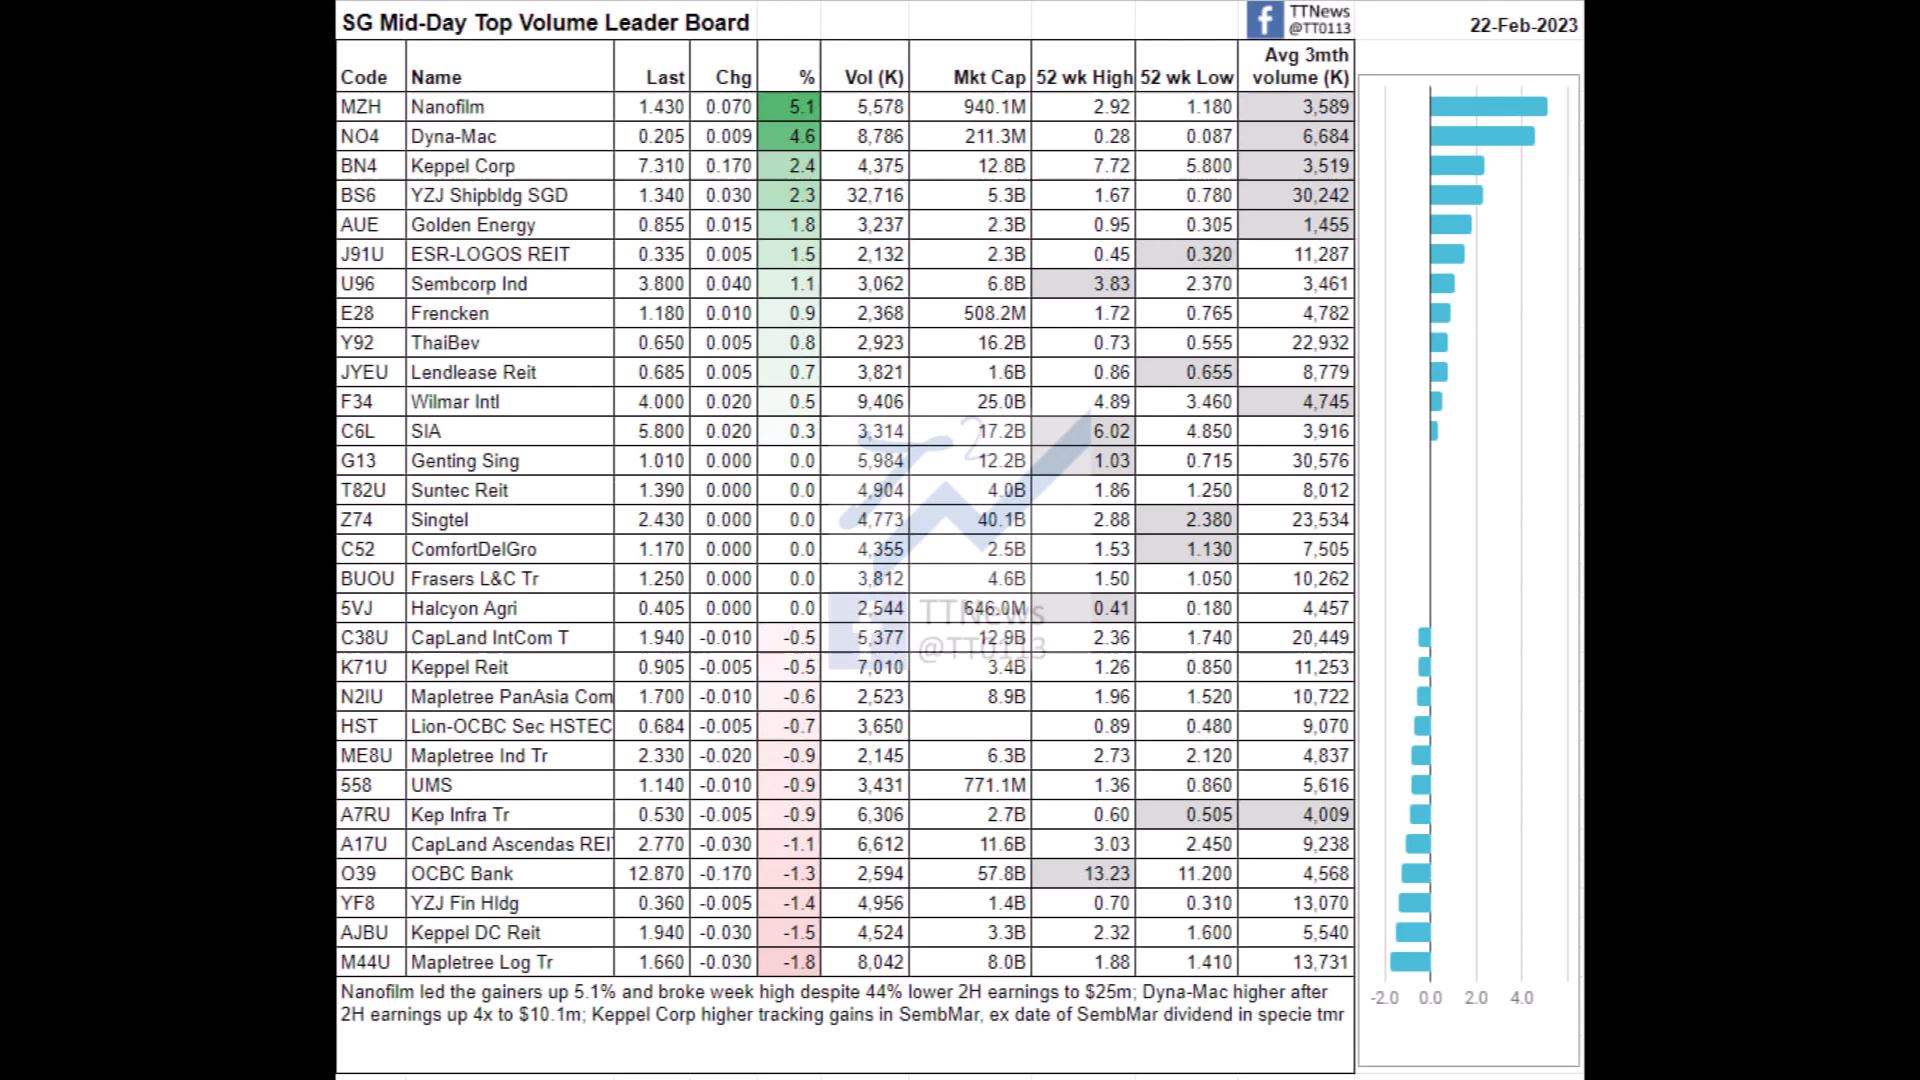 SG Mid-Day Top Volume Leader Board
TTNews
@TT0113
22-Feb-2023
Code Name Last Chg % Vol (K) Mkt Cap 52 wk High 52 wk Low Avg 3mth volume (K)
MZH Nanofilm 1.430 0.070 5.1 5,578 940.1M 2.92 1.180 3,589
NO4 Dyna-Mac 0.205 0.009 4.6 8,786 211.3M 0.28 0.087 6,684
BN4 Keppel Corp 7.310 0.170 2.4 4,375 12.8B 7.72 5.800 3,519
BS6 YZJ Shipbldg SGD 1.340 0.030 2.3 32,716 5.3B 1.67 0.780 30,242
AUE Golden Energy 0.855 0.015 1.8 3,237 2.3B 0.95 0.305 1,455
J91U ESR-LOGOS REIT 0.335 0.005 1.5 2,132 2.3B 0.45 0.320 11,287
U96 Sembcorp Ind 3.800 0.040 1.1 3,062 6.8B 3.83 2.370 3,461
E28 Frencken 1.180 0.010 0.9 2,368 508.2M 1.72 0.765 4,782
Y92 ThaiBev 0.650 0.005 0.8 2,923 16.2B 0.73 0.555 22,932
JYEU Lendlease Reit 0.685 0.005 0.7 3,821 1.6B 0.86 0.655 8,779
F34 Wilmar Intl 4.000 0.020 0.5 9,406 25.0B 4.89 3.460 4,745
C6L SIA 5.800 0.020 0.3 3,314 17.2B 6.02 4.850 3,916
G13 Genting Sing 1.010 0.000 0.0 5,984 12.2B 1.03 0.715 30,576
T82U Suntec Reit 1.390 0.000 0.0 4,904 4.0B 1.86 1.250 8,012
Z74 Singtel 2.430 0.000 0.0 4,773 40.1B 2.88 2.380 23,534
C52 ComfortDelGro 1.170 0.000 0.0 4,355 2.5B 1.53 1.130 7,505
BUOU Frasers L&C Tr 1.250 0.000 0.0 3,812 4.6B 1.50 1.050 10,262
5VJ Halcyon Agri 0.405 0.000 0.0 2,544 646.0M 0.41 0.180 4,457
C38U CapLand IntCom T 1.940 -0.010 -0.5 5,377 12.9B 2.36 1.740 20,449
K71U Keppel Reit 0.905 -0.005 -0.5 7,010 3.4B 1.26 0.850 11,253
N2IU Mapletree PanAsia Com 1.700 -0.010 -0.6 2,523 8.9B 1.96 1.520 10,722
HST Lion-OCBC Sec HSTEC 0.684 -0.005 -0.7 3,650 0.89 0.480 9,070
ME8U Mapletree Ind Tr 2.330 -0.020 -0.9 2,145 6.3B 2.73 2.120 4,837
558 UMS 1.140 -0.010 -0.9 3,431 771.1M 1.36 0.860 5,616
A7RU Kep Infra Tr 0.530 -0.005 -0.9 6,306 2.7B 0.60 0.505 4,009
A17U CapLand Ascendas REI 2.770 -0.030 -1.1 6,612 11.6B 3.03 2.450 9,238
O39 OCBC Bank 12.870 -0.170 -1.3 2,594 57.8B 13.23 11.200 4,568
YF8 YZJ Fin Hldg 0.360 -0.005 -1.4 4,956 1.4B 0.70 0.310 13,070
AJBU Keppel DC Reit 1.940 -0.030 -1.5 4,524 3.3B 2.32 1.600 5,540
M44U Mapletree Log Tr 1.660 -0.030 -1.8 8,042 8.0B 1.88 1.410 13,731
TTNews
@TT0113
-2.0 0.0 2.0 4.0
Nanofilm led the gainers up 5.1% and broke week high despite 44% lower 2H earnings to $25m; Dyna-Mac higher after
2H earnings up 4x to $10.1m; Keppel Corp higher tracking gains in SembMar, ex date of SembMar dividend in specie tmr